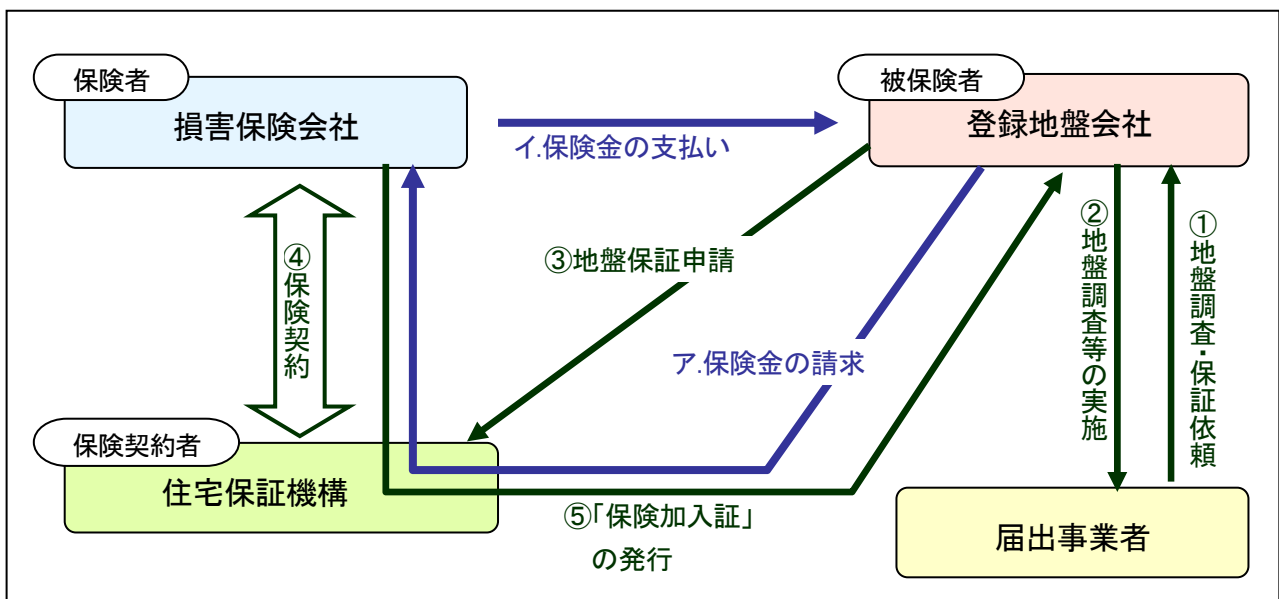 保険者
損害保険会社
被保険者
登録地盤会社
イ.保険金の支払い
③地盤保証申請
④保険契約
②地盤調査等の実施
①地盤調査・保証依頼
ア.保険金の請求
保険契約者
住宅保証機構
⑤「保険加入証」
の発行
届出事業者